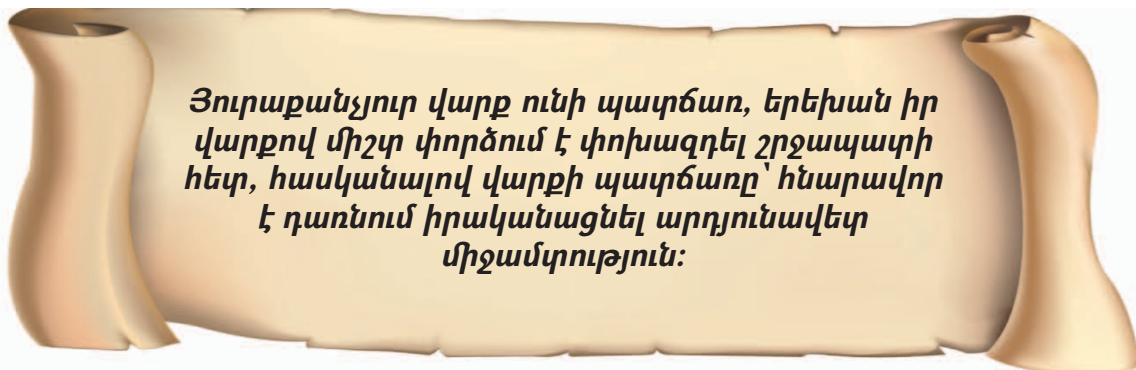 Յուրաքանչյուր վարք ունի պատճառ, երեխան իր
վարքով միշտ փորձում է փոխազդել շրջապատի
հետ, հասկանալով վարքի պատճառը՝ հնարավոր
է դառնում իրականացնել արդյունավետ
միջամտություն: